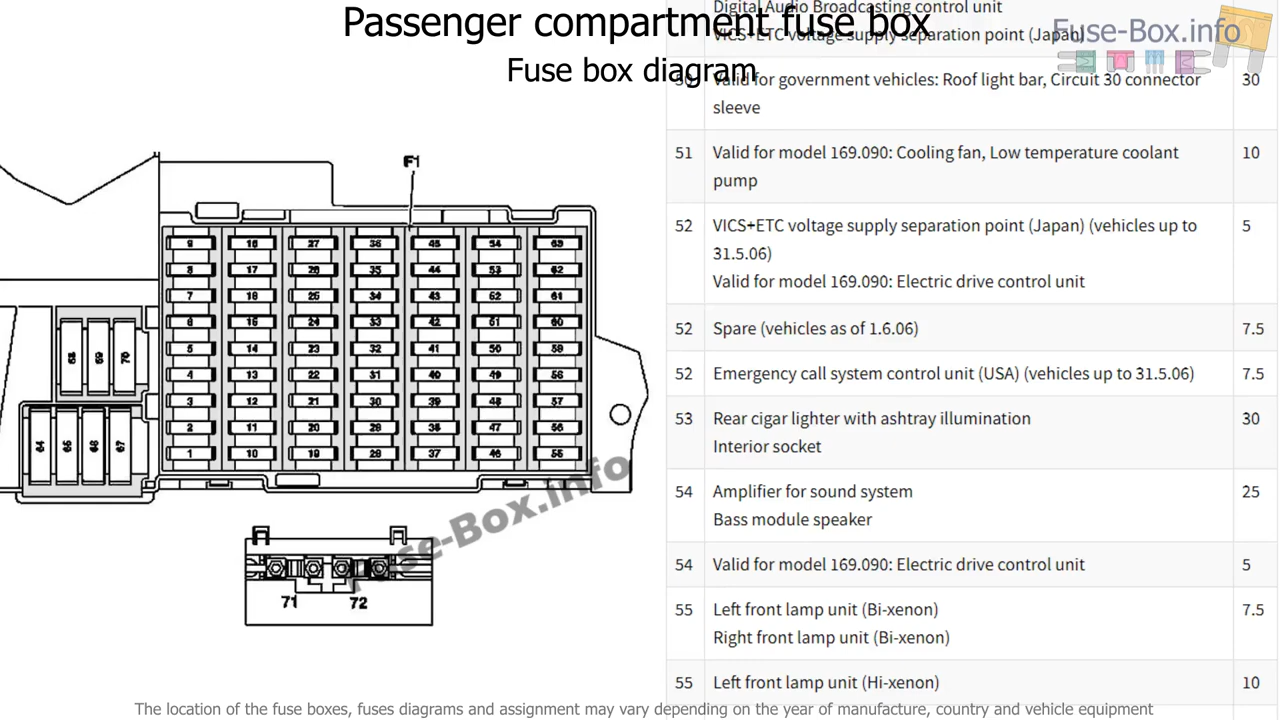 Passenger compartment fuse box
Fuse box diagram
Fuse-Box.info
Digital Audio Broadcasting control unit
VICS+ETC voltage supply separation point (Japan)
50 Valid for government vehicles: Roof light bar, Circuit 30 connector 30
sleeve
51 Valid for model 169.090: Cooling fan, Low temperature coolant 10
pump
52 VICS+ETC voltage supply separation point (Japan) (vehicles up to 5
31.5.06)
Valid for model 169.090: Electric drive control unit
52 Spare (vehicles as of 1.6.06) 7.5
52 Emergency call system control unit (USA) (vehicles up to 31.5.06) 7.5
53 Rear cigar lighter with ashtray illumination 30
Interior socket
54 Amplifier for sound system 25
Bass module speaker
54 Valid for model 169.090: Electric drive control unit 5
55 Left front lamp unit (Bi-xenon) 7.5
Right front lamp unit (Bi-xenon)
55 Left front lamp unit (Hi-xenon) 10
F1
9 16 27 36 45 54 63
8 17 26 35 44 53 62
7 18 25 34 43 52 61
6 15 24 33 42 51 60
5 14 23 32 41 50 59
4 13 22 31 40 49 58
3 12 21 30 39 48 57
2 11 20 29 38 47 56
1 10 19 28 37 46 55
68 69 70
64 65 66 67
71 72
Fuse-Box.info
The location of the fuse boxes, fuses diagrams and assignment may vary depending on the year of manufacture, country and vehicle equipment